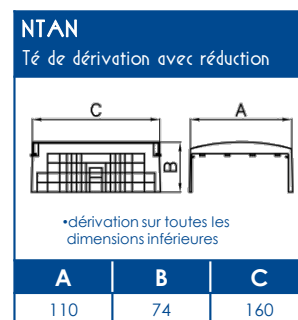 NTAN
Té de dérivation avec réduction
C
A
B
•dérivation sur toutes les
dimensions inférieures
A B C
110 74 160